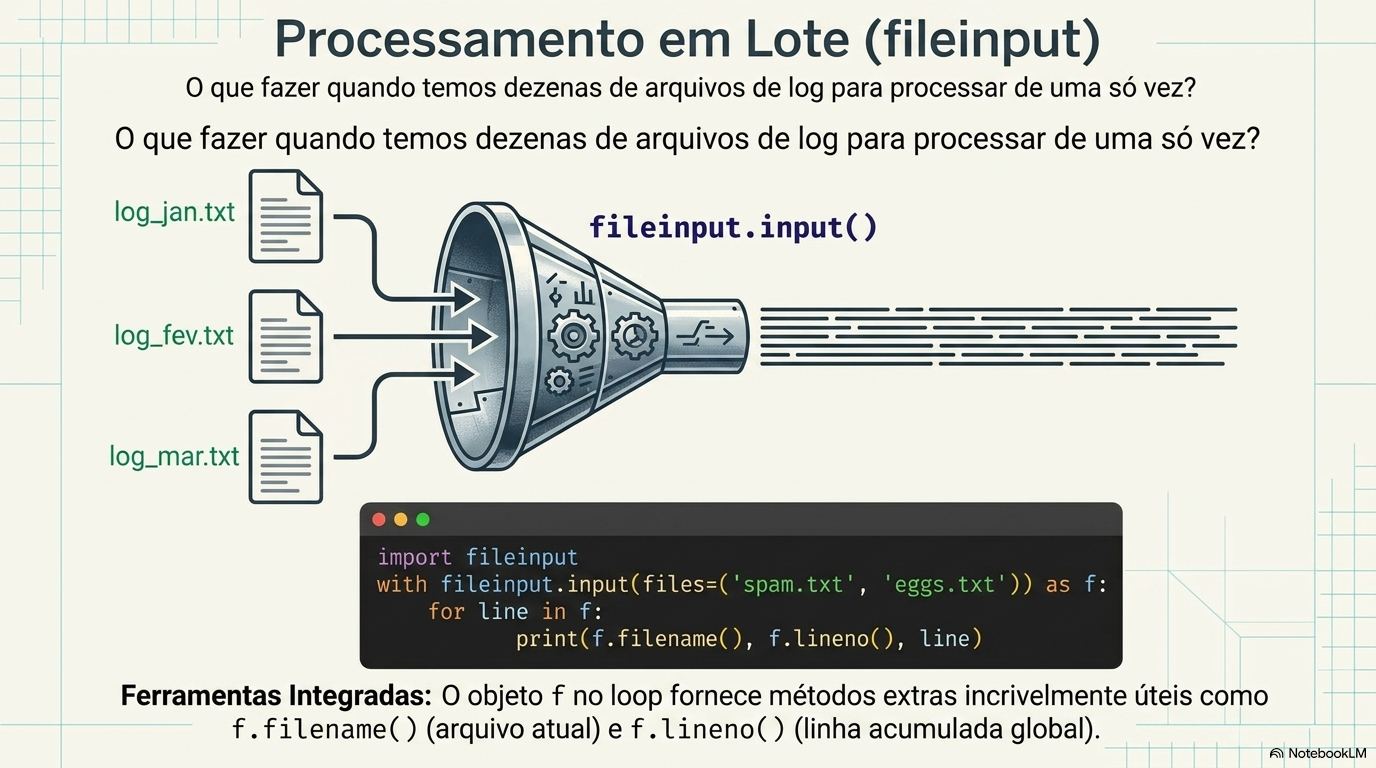 Processamento em Lote (fileinput)
O que fazer quando temos dezenas de arquivos de log para processar de uma só vez?
O que fazer quando temos dezenas de arquivos de log para processar de uma só vez?
log_jan.txt
fileinput.input()
log_fev.txt
log_mar.txt
import fileinput
with fileinput.input(files=('spam.txt', 'eggs.txt')) as f:
    for line in f:
        print(f.filename(), f.lineno(), line)
Ferramentas Integradas: O objeto f no loop fornece métodos extras incrivelmente úteis como
f.filename() (arquivo atual) e f.lineno() (linha acumulada global).
NotebookLM